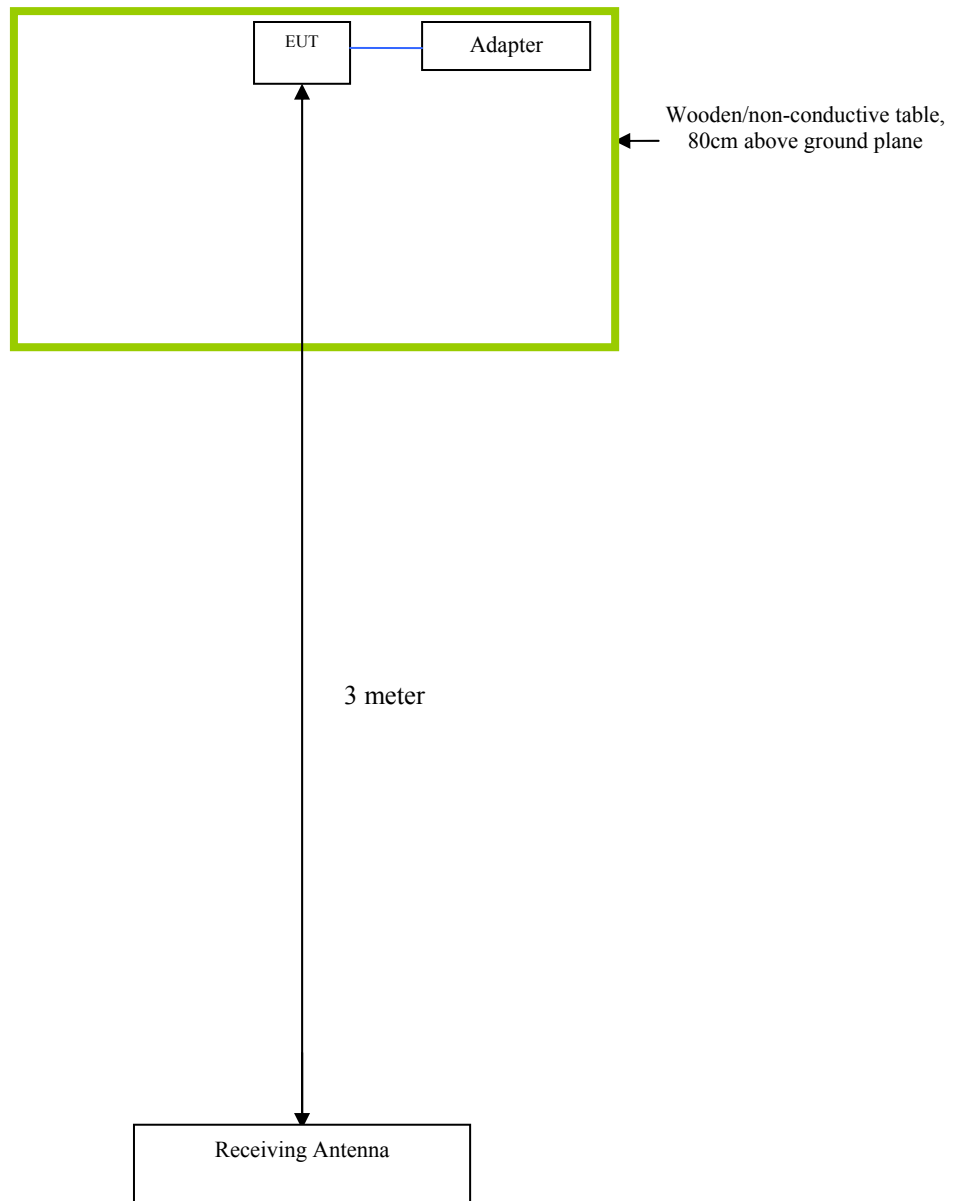 EUT
Adapter
Wooden/non-conductive table,
80cm above ground plane
3 meter
Receiving Antenna